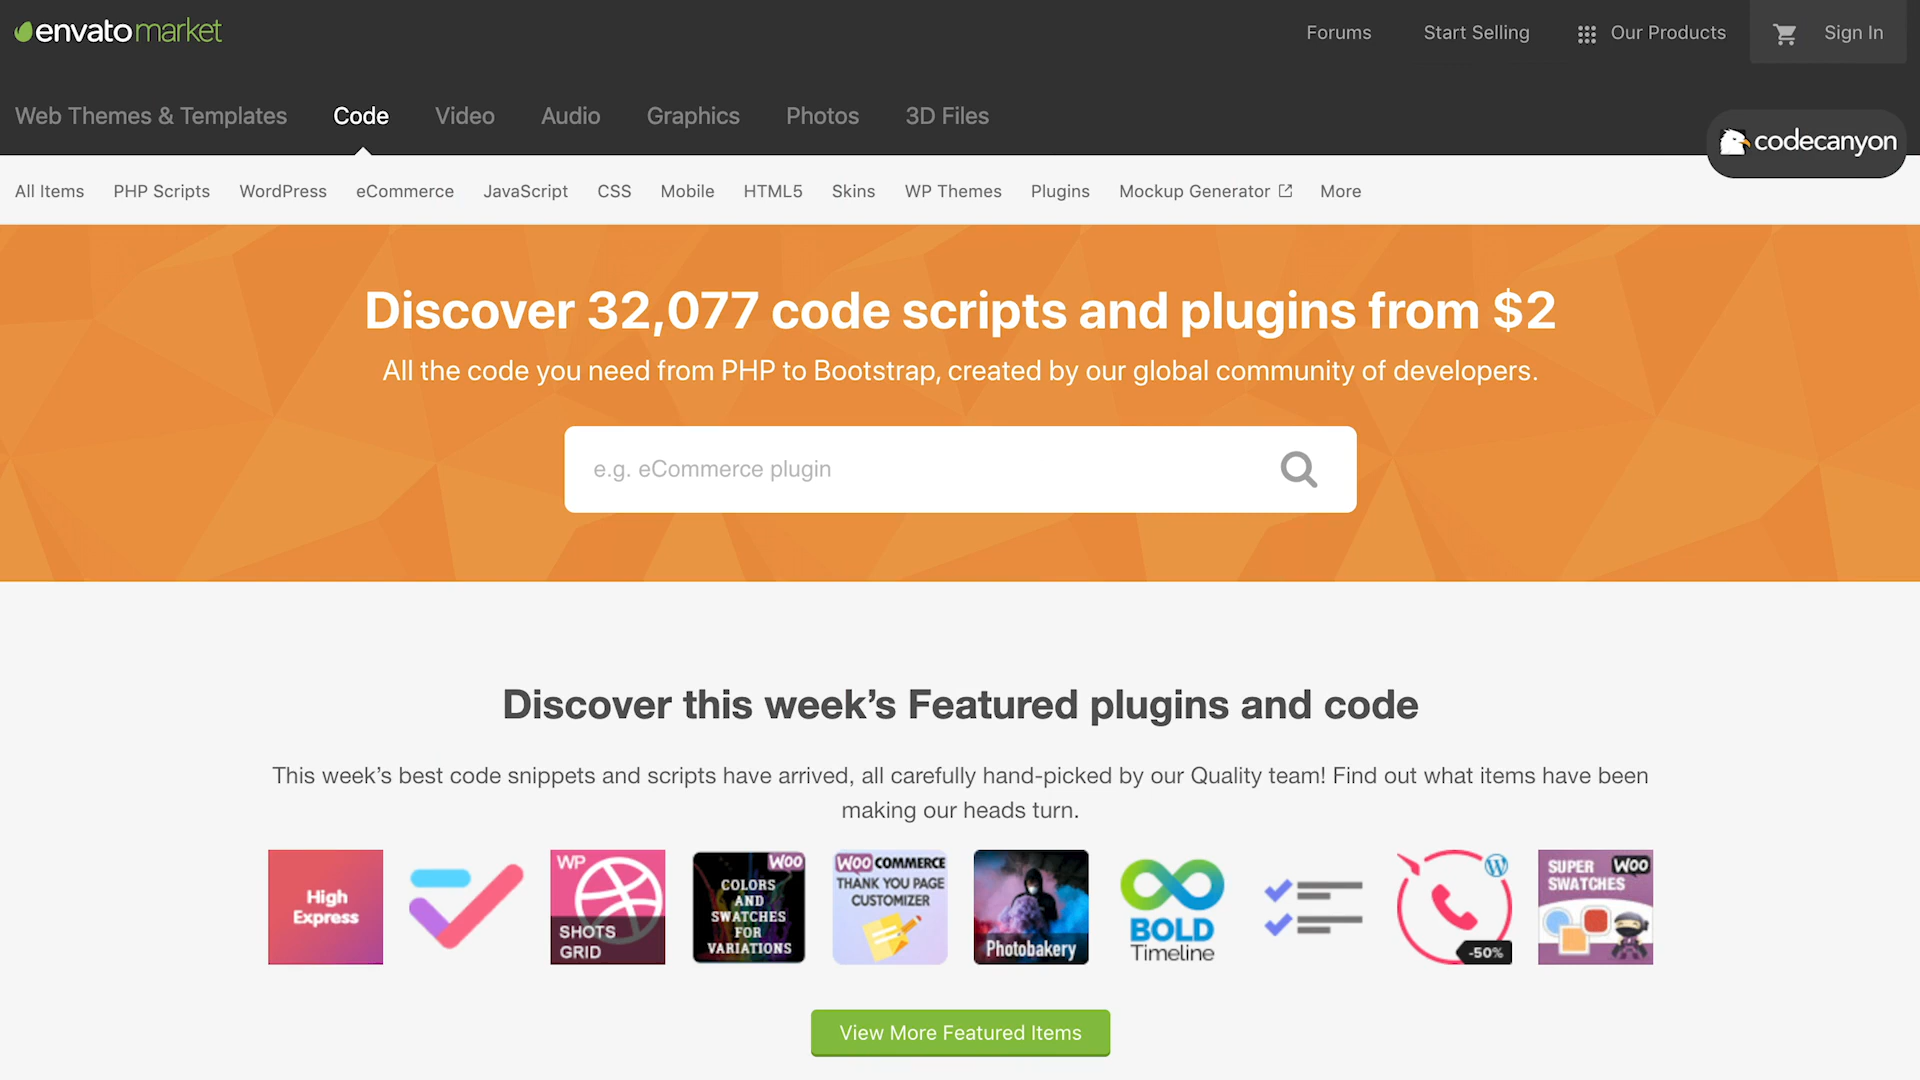 envatomarket
Forums
Start Selling
Our Products
Sign In
Web Themes & Templates
Code
Video
Audio
Graphics
Photos
3D Files
codecanyon
All Items
PHP Scripts
WordPress
eCommerce
JavaScript
CSS
Mobile
HTML5
Skins
WP Themes
Plugins
Mockup Generator
More
Discover 32,077 code scripts and plugins from $2
All the code you need from PHP to Bootstrap, created by our global community of developers.
e.g. eCommerce plugin
Discover this week’s Featured plugins and code
This week’s best code snippets and scripts have arrived, all carefully hand-picked by our Quality team! Find out what items have been
making our heads turn.
High
Express
WP
SHOTS
GRID
WOO
COLORS
AND
SWATCHES
FOR
VARIATIONS
WOO COMMERCE
THANK YOU PAGE
CUSTOMIZER
Photobakery
BOLD
Timeline
-50%
SUPER WOO
SWATCHES
View More Featured Items